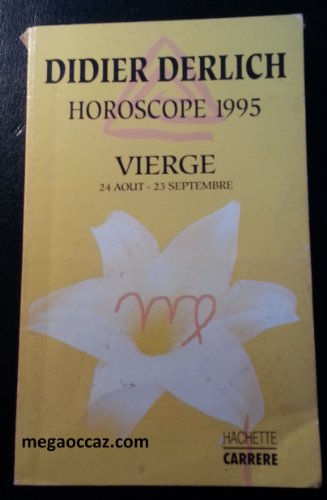 DIDIER DERLICH
HOROSCOPE 1995
VIERGE
24 AOUT - 23 SEPTEMBRE
megaoccaz.com
HACHETTE
CARRERE